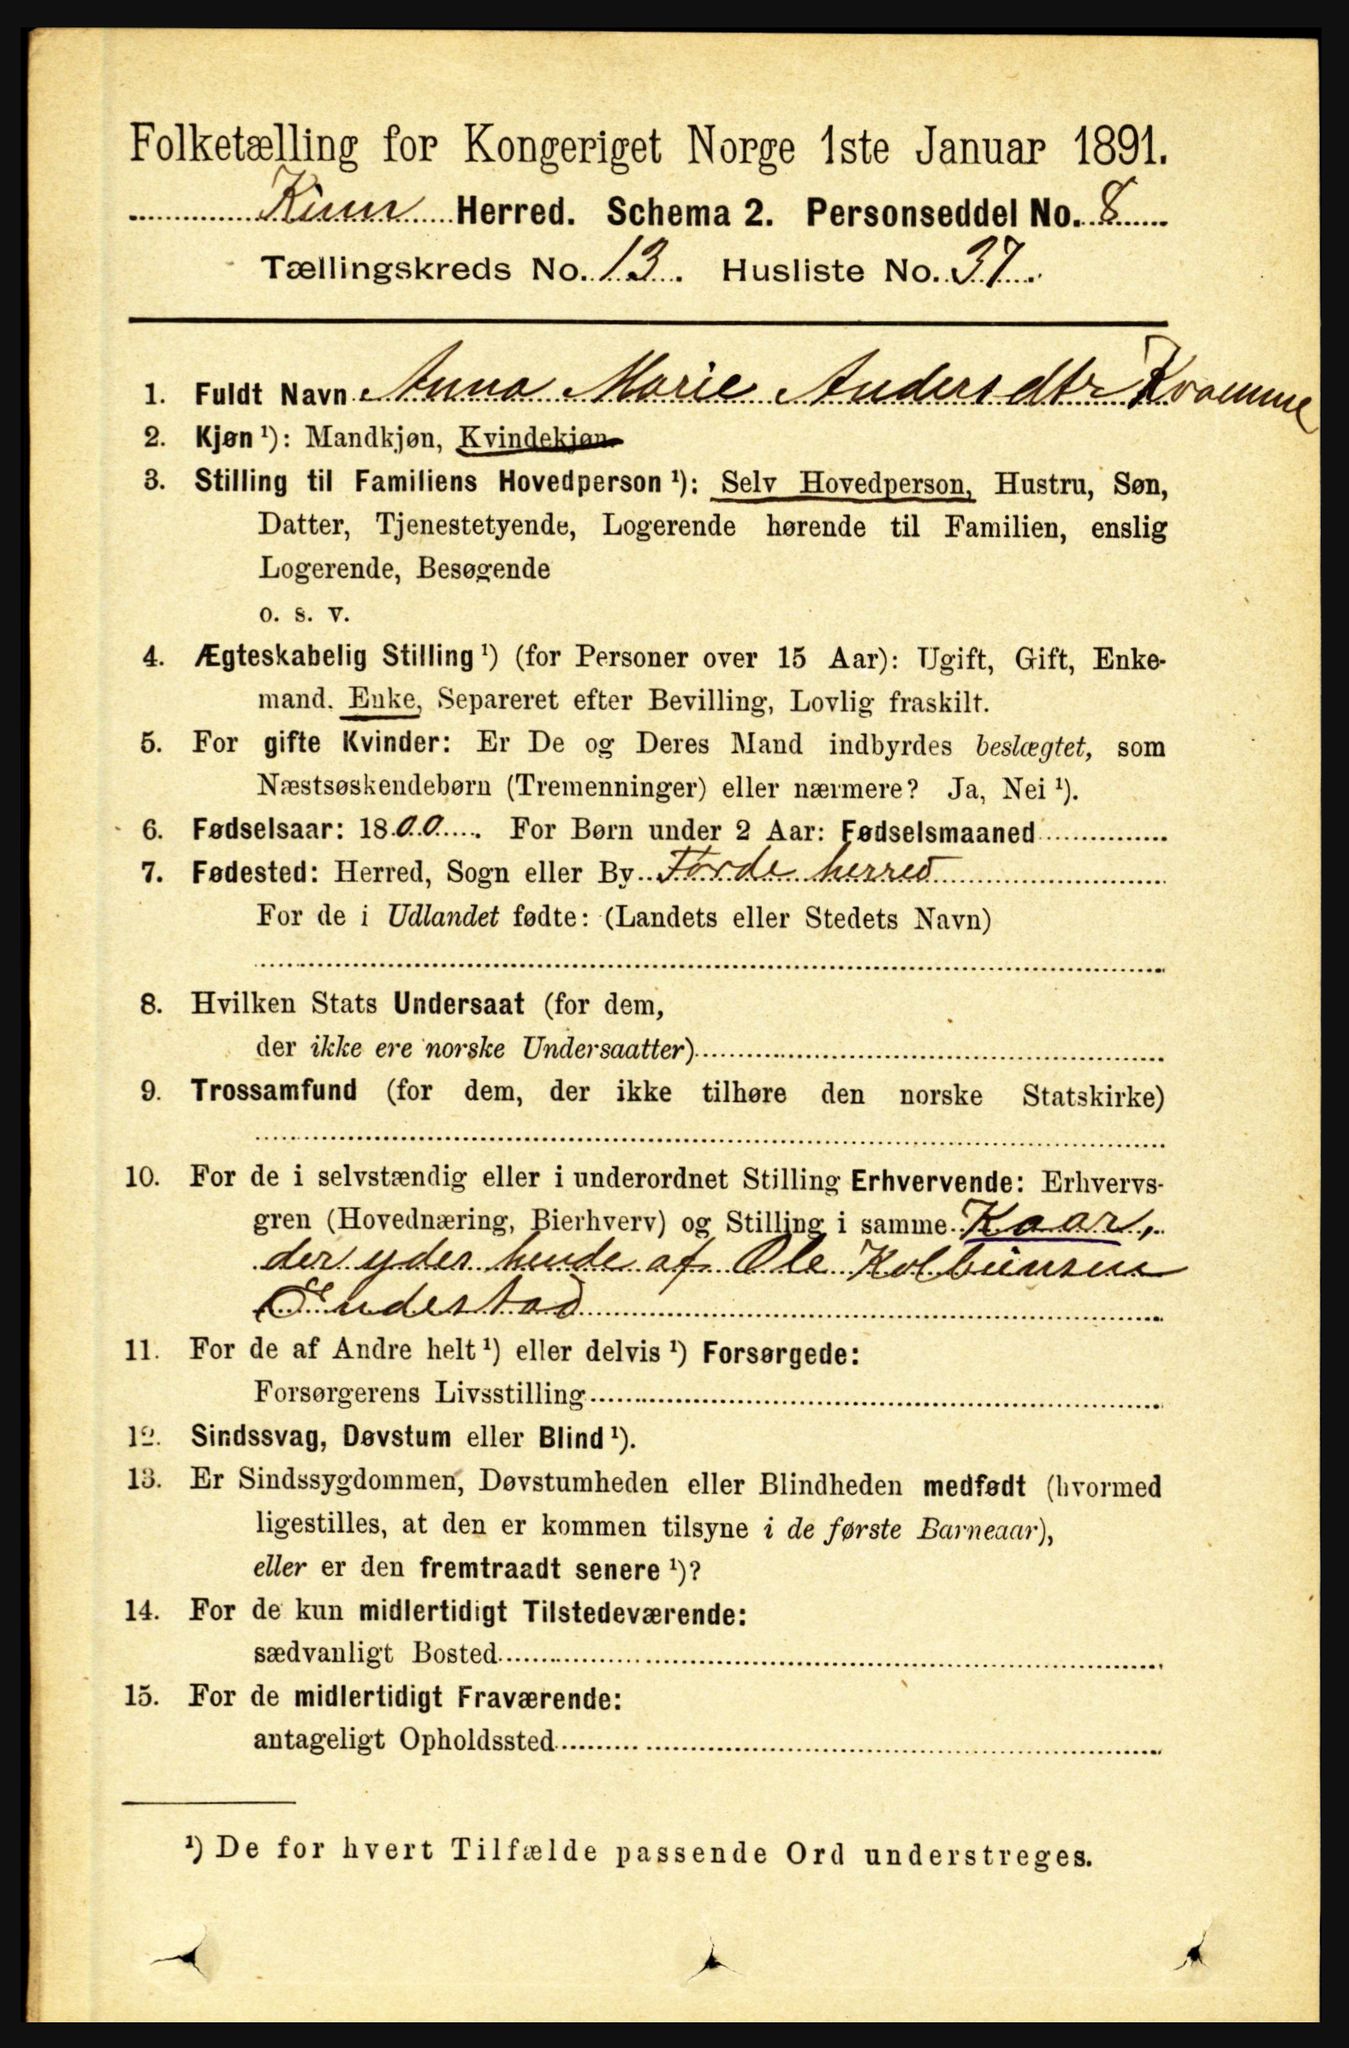 Folketælling for Kongeriget Norge 1ste Januar 1891.
Kinn Herred. Schema 2. Personseddel No. 8
Tællingskreds No. 13. Husliste No. 37.
1. Fuldt Navn Anna Marie Andersdtr Kvamme
2. Kjøn ¹): Mandkjøn, Kvindekjøn
3. Stilling til Familiens Hovedperson ¹): Selv Hovedperson, Hustru, Søn,
Datter, Tjenestetyende, Logerende hørende til Familien, enslig
Logerende, Besøgende
o. s. v.
4. Ægteskabelig Stilling ¹) (for Personer over 15 Aar): Ugift, Gift, Enke-
mand, Enke, Separeret efter Bevilling, Lovlig fraskilt.
5. For gifte Kvinder: Er De og Deres Mand indbyrdes beslægtet, som
Næstsøskendebørn (Tremenninger) eller nærmere? Ja, Nei ¹).
6. Fødselsaar: 1800. For Børn under 2 Aar: Fødselsmaaned
7. Fødested: Herred, Sogn eller By Førde herred
For de i Udlandet fødte: (Landets eller Stedets Navn)
8. Hvilken Stats Undersaat (for dem,
der ikke ere norske Undersaatter)
9. Trossamfund (for dem, der ikke tilhøre den norske Statskirke)
10. For de i selvstændig eller i underordnet Stilling Erhvervende: Erhvervs-
gren (Hovednæring, Bierhverv) og Stilling i samme Kaar,
der ydes hende af Ole Kolbeinsen
Endestad
11. For de af Andre helt ¹) eller delvis ¹) Forsørgede:
Forsørgerens Livsstilling
12. Sindssvag, Døvstum eller Blind ¹).
13. Er Sindssygdommen, Døvstumheden eller Blindheden medfødt (hvormed
ligestilles, at den er kommen tilsyne i de første Barneaar),
eller er den fremtraadt senere ¹)?
14. For de kun midlertidigt Tilstedeværende:
sædvanligt Bosted
15. For de midlertidigt Fraværende:
antageligt Opholdssted
¹) De for hvert Tilfælde passende Ord understreges.